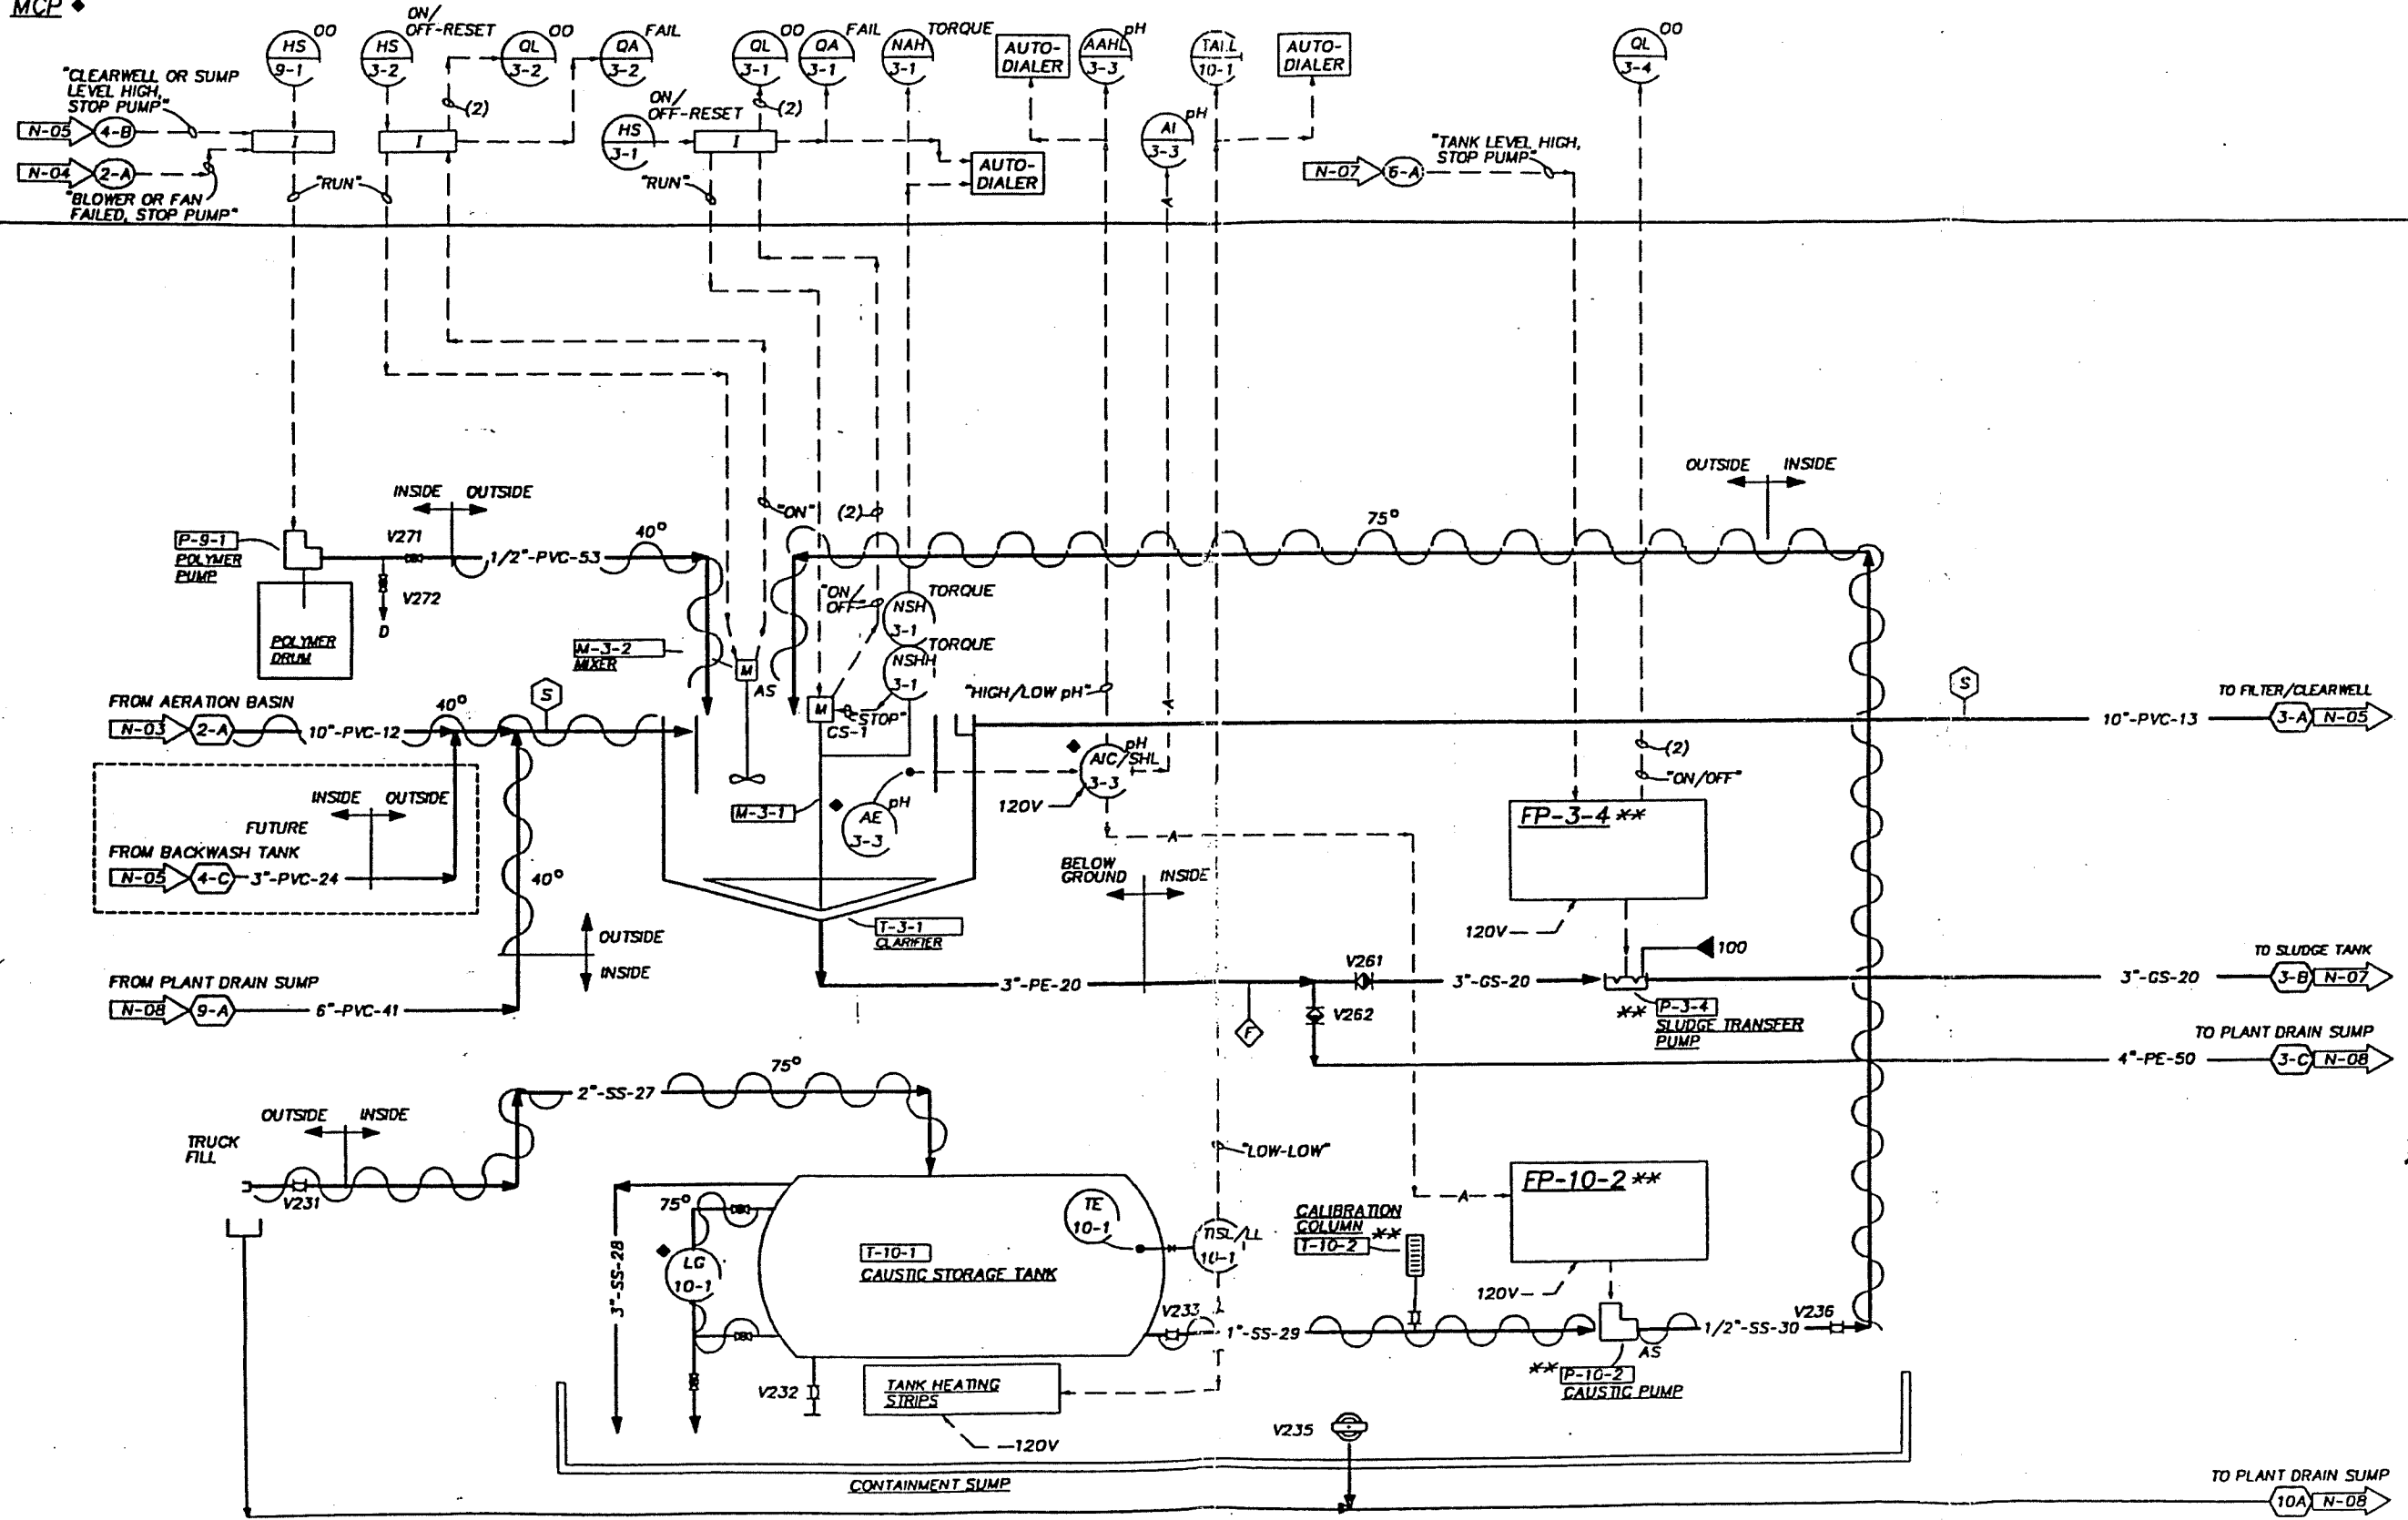 MCP ◆
HS 9-1 OO
HS 3-2 ON/ OFF-RESET
QL 3-2 OO
QA 3-2 FAIL
QL 3-1 OO
QA 3-1 FAIL
NAH 3-1 TORQUE
AUTO-
DIALER
AAHL 3-3 pH
TALL 10-1
AUTO-
DIALER
QL 3-4 OO
"CLEARWELL OR SUMP
LEVEL HIGH,
STOP PUMP"
N-05 4-B
I
(2)
I
N-04 2-A
"BLOWER OR FAN
FAILED, STOP PUMP"
"RUN"
ON/
OFF-RESET
HS 3-1
I
(2)
"RUN"
AUTO-
DIALER
AI 3-3 pH
A
"TANK LEVEL HIGH,
STOP PUMP"
N-07 6-A
OUTSIDE INSIDE
INSIDE OUTSIDE
"ON"
(2)
75°
P-9-1
POLYMER
PUMP
V271
1/2"-PVC-53
40°
V272
D
POLYMER
DRUM
"ON/
OFF"
NSH 3-1 TORQUE
NSHH 3-1 TORQUE
M-3-2
MIXER
M
AS
M
"STOP"
CS-1
"HIGH/LOW pH"
A
S
FROM AERATION BASIN
N-03 2-A 10"-PVC-12
40°
S
TO FILTER/CLEARWELL
10"-PVC-13 3-A N-05
◆ AIC/SHL 3-3 pH
120V
(2)
"ON/OFF"
INSIDE OUTSIDE
FUTURE
FROM BACKWASH TANK
N-05 4-C 3"-PVC-24
40°
M-3-1
◆
AE 3-3 pH
A
FP-3-4 **
120V
BELOW
GROUND INSIDE
T-3-1
CLARIFIER
OUTSIDE
INSIDE
100
FROM PLANT DRAIN SUMP
N-08 9-A 6"-PVC-41
3"-PE-20
V261
3"-GS-20
TO SLUDGE TANK
3"-GS-20 3-B N-07
V262
F
** P-3-4
SLUDGE TRANSFER
PUMP
TO PLANT DRAIN SUMP
4"-PE-50 3-C N-08
75°
2"-SS-27
OUTSIDE INSIDE
TRUCK
FILL
V231
"LOW-LOW"
3"-SS-28
75°
◆
LG 10-1
T-10-1
CAUSTIC STORAGE TANK
TE 10-1
TISL/LL 10-1
CALIBRATION
COLUMN **
T-10-2
A
FP-10-2 **
120V
V233
1"-SS-29
1/2"-SS-30
V236
AS
** P-10-2
CAUSTIC PUMP
V232
TANK HEATING
STRIPS
120V
V235
CONTAINMENT SUMP
TO PLANT DRAIN SUMP
10A N-08